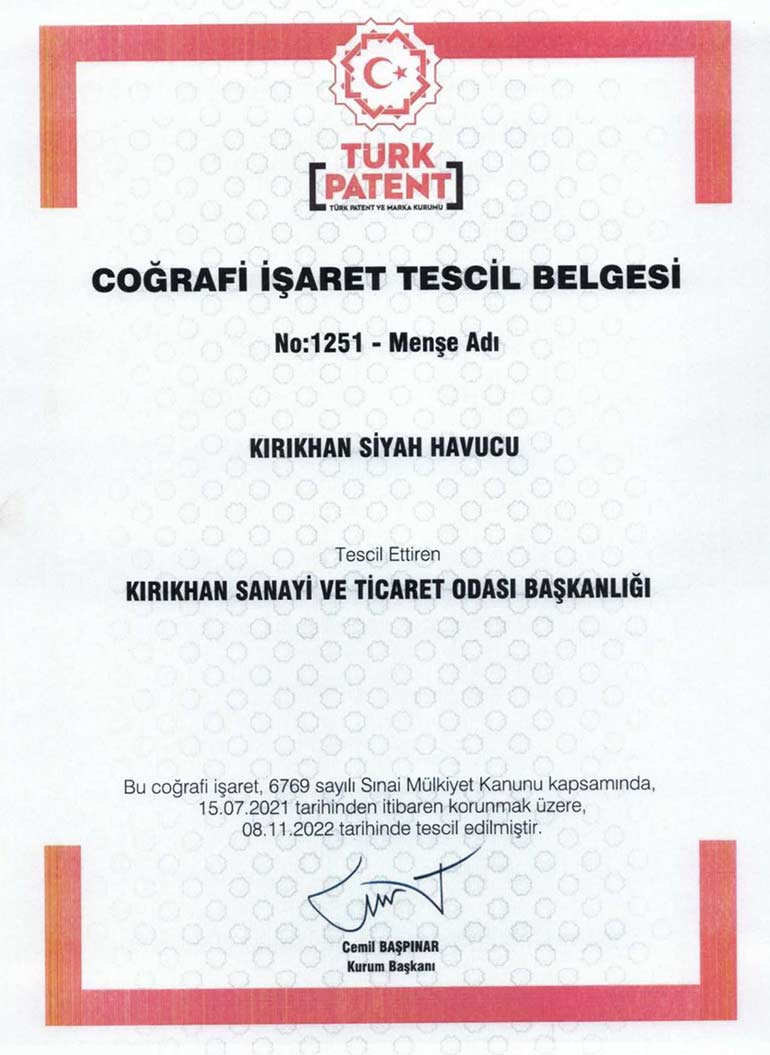 TÜRK
PATENT
TÜRK PATENT VE MARKA KURUMU
COĞRAFİ İŞARET TESCİL BELGESİ
No:1251 - Menşe Adı
KIRIKHAN SİYAH HAVUCU
Tescil Ettiren
KIRIKHAN SANAYİ VE TİCARET ODASI BAŞKANLIĞI
Bu coğrafi işaret, 6769 sayılı Sınai Mülkiyet Kanunu kapsamında,
15.07.2021 tarihinden itibaren korunmak üzere,
08.11.2022 tarihinde tescil edilmiştir.
Cemil BAŞPINAR
Kurum Başkanı